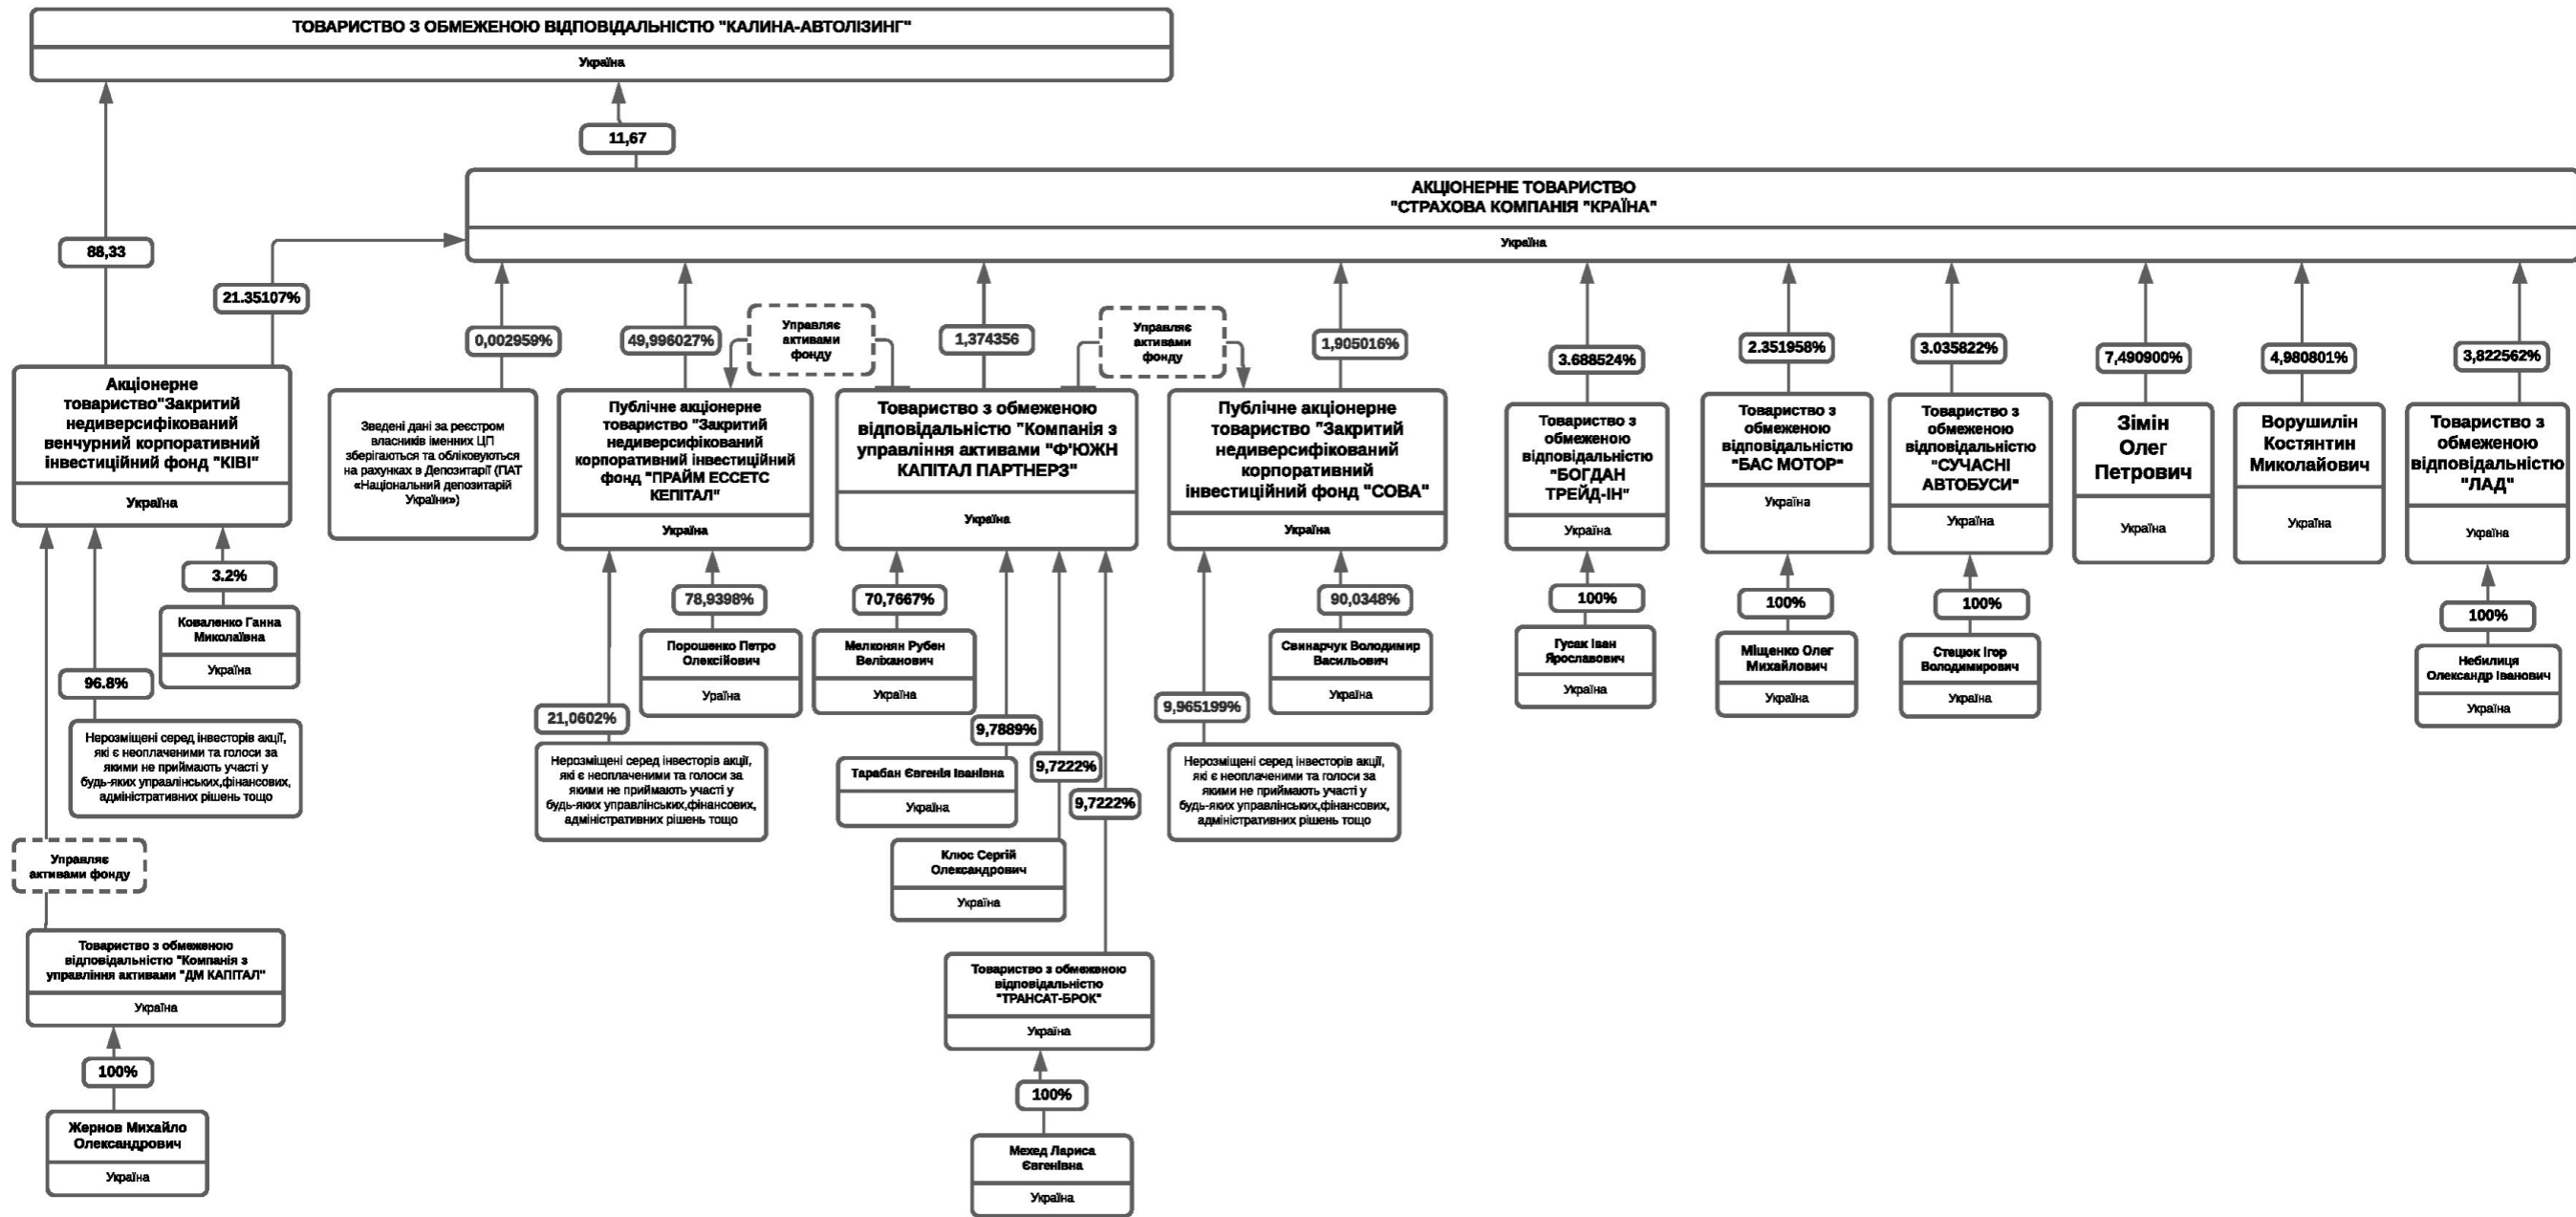 ТОВАРИСТВО З ОБМЕЖЕНОЮ ВІДПОВІДАЛЬНІСТЮ "КАЛИНА-АВТОЛІЗИНГ"
Україна
11,67
АКЦІОНЕРНЕ ТОВАРИСТВО
"СТРАХОВА КОМПАНІЯ "КРАЇНА"
Україна
88,33
21.35107%
0,002959%
49,996027%
Управляє
активами
фонду
1,374356
Управляє
активами
фонду
1,905016%
3.688524%
2.351958%
3.035822%
7,490900%
4,980801%
3,822562%
Акціонерне
товариство"Закритий
недиверсифікований
венчурний корпоративний
інвестиційний фонд "КІВІ"
Україна
Зведені дані за реєстром
власників іменних ЦП
зберігаються та обліковуються
на рахунках в Депозитарії (ПАТ
«Національний депозитарій
України»)
Публічне акціонерне
товариство "Закритий
недиверсифікований
корпоративний інвестиційний
фонд "ПРАЙМ ЕССЕТС
КЕПІТАЛ"
Україна
Товариство з обмеженою
відповідальністю "Компанія з
управління активами "Ф'ЮЖН
КАПІТАЛ ПАРТНЕРЗ"
Україна
Публічне акціонерне
товариство "Закритий
недиверсифікований
корпоративний
інвестиційний фонд "СОВА"
Україна
Товариство з
обмеженою
відповідальністю
"БОГДАН
ТРЕЙД-ІН"
Україна
Товариство з
обмеженою
відповідальністю
"БАС МОТОР"
Україна
Товариство з
обмеженою
відповідальністю
"СУЧАСНІ
АВТОБУСИ"
Україна
Зімін
Олег
Петрович
Україна
Ворушилін
Костянтин
Миколайович
Україна
Товариство з
обмеженою
відповідальністю
"ЛАД"
Україна
3.2%
Коваленко Ганна
Миколаївна
Україна
96.8%
Нерозміщені серед інвесторів акції,
які є неоплаченими та голоси за
якими не приймають участі у
будь-яких управлінських,фінансових,
адміністративних рішень тощо
78,9398%
Порошенко Петро
Олексійович
Ураїна
21,0602%
Нерозміщені серед інвесторів акції,
які є неоплаченими та голоси за
якими не приймають участі у
будь-яких управлінських,фінансових,
адміністративних рішень тощо
70,7667%
Мелконян Рубен
Веліханович
Україна
9,7889%
Тарабан Євгенія Іванівна
Україна
9,7222%
Клюс Сергій
Олександрович
Україна
9,7222%
Товариство з обмеженою
відповідальністю
"ТРАНСАТ-БРОК"
Україна
100%
Мехед Лариса
Євгенівна
Україна
90,0348%
Свинарчук Володимир
Васильович
Україна
9,965199%
Нерозміщені серед інвесторів акції,
які є неоплаченими та голоси за
якими не приймають участі у
будь-яких управлінських,фінансових,
адміністративних рішень тощо
100%
Гусак Іван
Ярославович
Україна
100%
Міщенко Олег
Михайлович
Україна
100%
Стецюк Ігор
Володимирович
Україна
100%
Небилиця
Олександр Іванович
Україна
Управляє
активами фонду
Товариство з обмеженою
відповідальністю "Компанія з
управління активами "ДМ КАПІТАЛ"
Україна
100%
Жернов Михайло
Олександрович
Україна